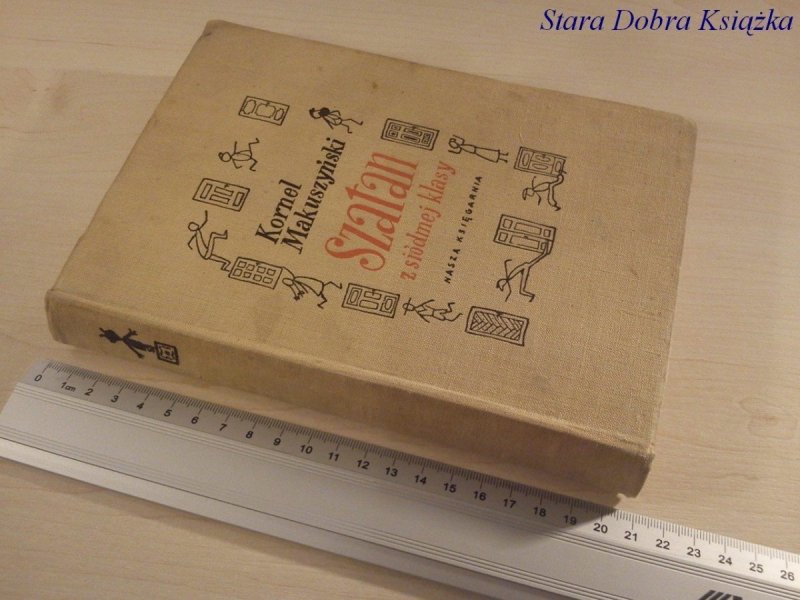 Stara Dobra Książka
Kornel
Makuszyński
Szatan
z siódmej klasy
NASZA KSIĘGARNIA
0 1cm 2 3 4 5 6 7 8 9 10 11 12 13 14 15 16 17 18 19 20 21 22 23 24 25 26